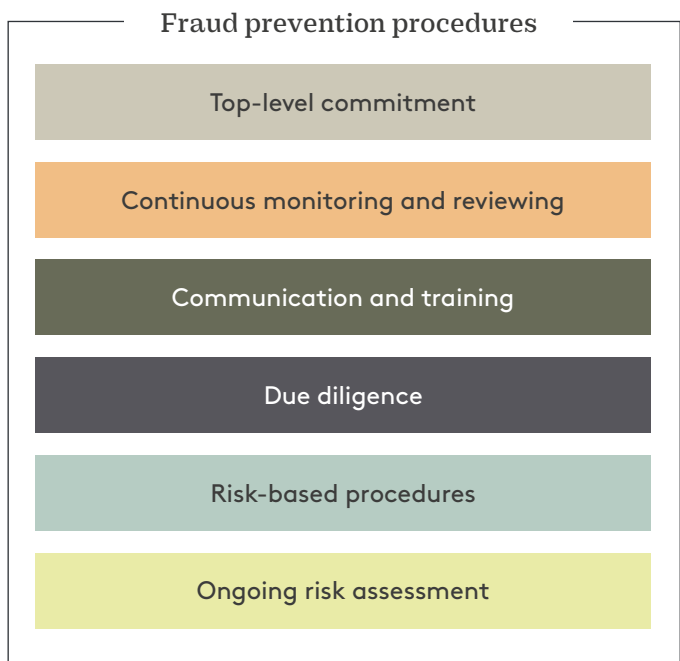 Fraud prevention procedures
Top-level commitment
Continuous monitoring and reviewing
Communication and training
Due diligence
Risk-based procedures
Ongoing risk assessment